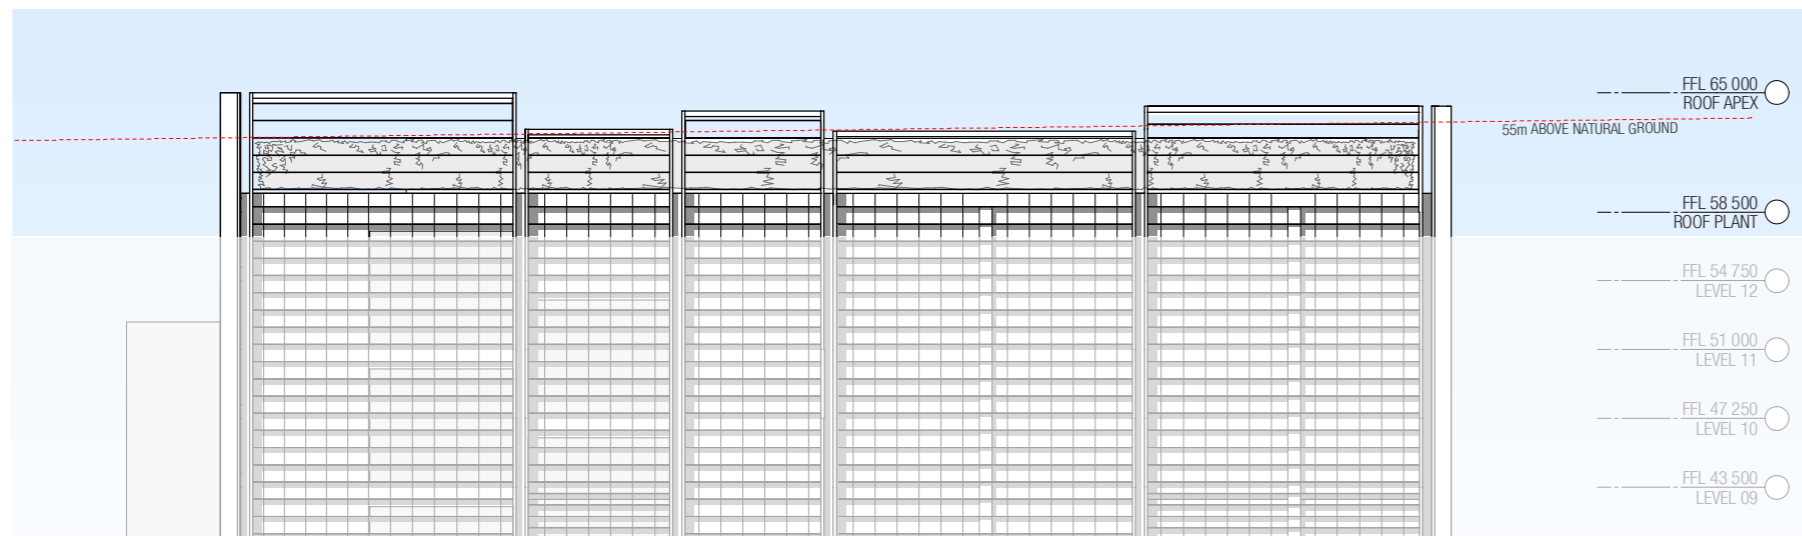 FFL 65 000
ROOF APEX
55m ABOVE NATURAL GROUND
FFL 58 500
ROOF PLANT
FFL 54 750
LEVEL 12
FFL 51 000
LEVEL 11
FFL 47 250
LEVEL 10
FFL 43 500
LEVEL 09